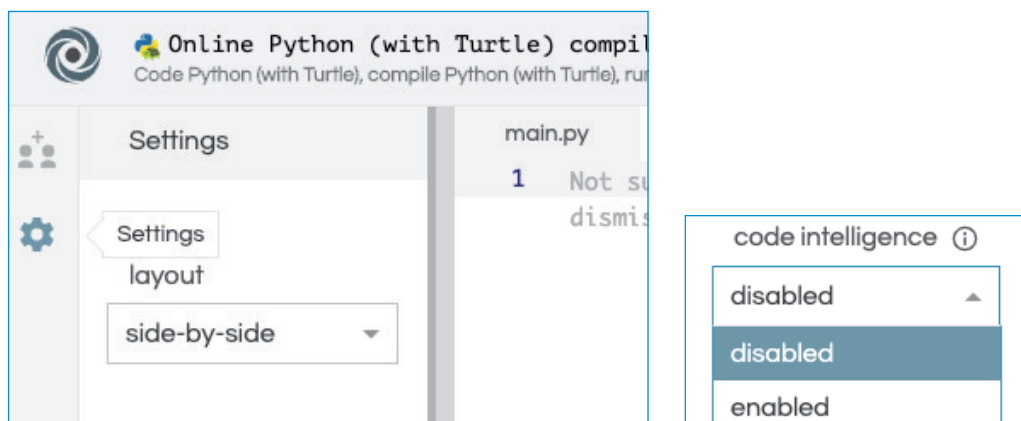 Online Python (with Turtle) compil
Code Python (with Turtle), compile Python (with Turtle), rur
Settings
main.py
1 Not su
dismis
Settings
layout
side-by-side
code intelligence
disabled
disabled
enabled